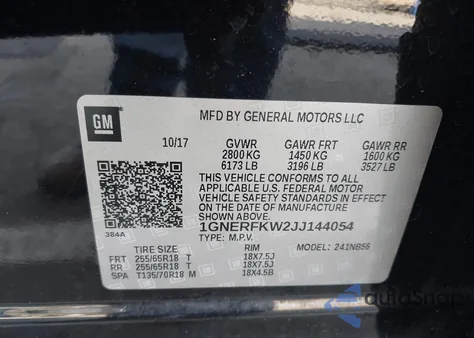 MFD BY GENERAL MOTORS LLC
GM
10/17 GVWR GAWR FRT GAWR RR
2800 KG 1450 KG 1600 KG
6173 LB 3196 LB 3527 LB
THIS VEHICLE CONFORMS TO ALL
APPLICABLE U.S. FEDERAL MOTOR
VEHICLE SAFETY STANDARDS IN EFFECT
ON THE DATE OF MANUFACTURE
SHOWN ABOVE.
1GNERFKW2JJ144054
TYPE: M.P.V. MODEL: 241NB56
384A
TIRE SIZE RIM
FRT 255/65R18 T 18X7.5J
RR 255/65R18 T 18X7.5J
SPA T135/70R18 M 18X4.5B